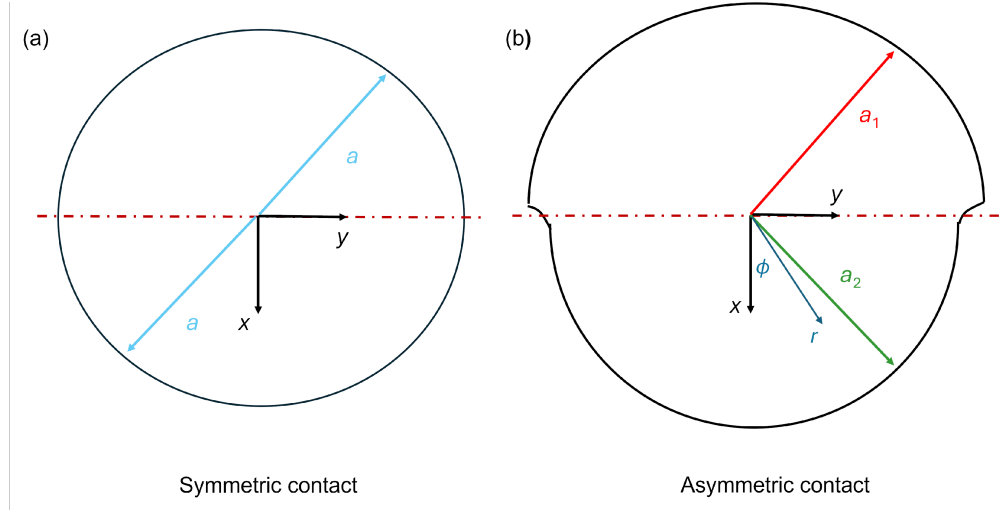 (a)
a
y
x
a
Symmetric contact
(b)
a₁
y
ϕ
a₂
x
r
Asymmetric contact